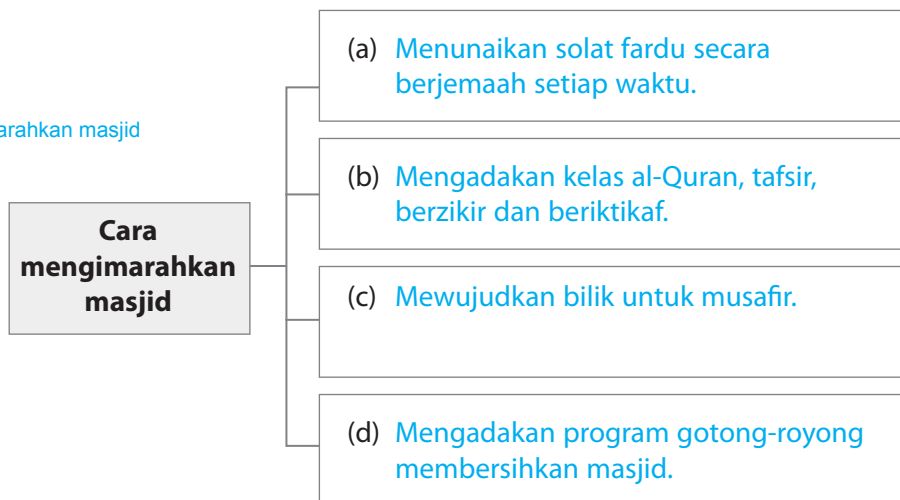 (a) Menunaikan solat fardu secara
berjemaah setiap waktu.
arahkan masjid
(b) Mengadakan kelas al-Quran, tafsir,
berzikir dan beriktikaf.
Cara
mengimarahkan
masjid
(c) Mewujudkan bilik untuk musafir.
(d) Mengadakan program gotong-royong
membersihkan masjid.